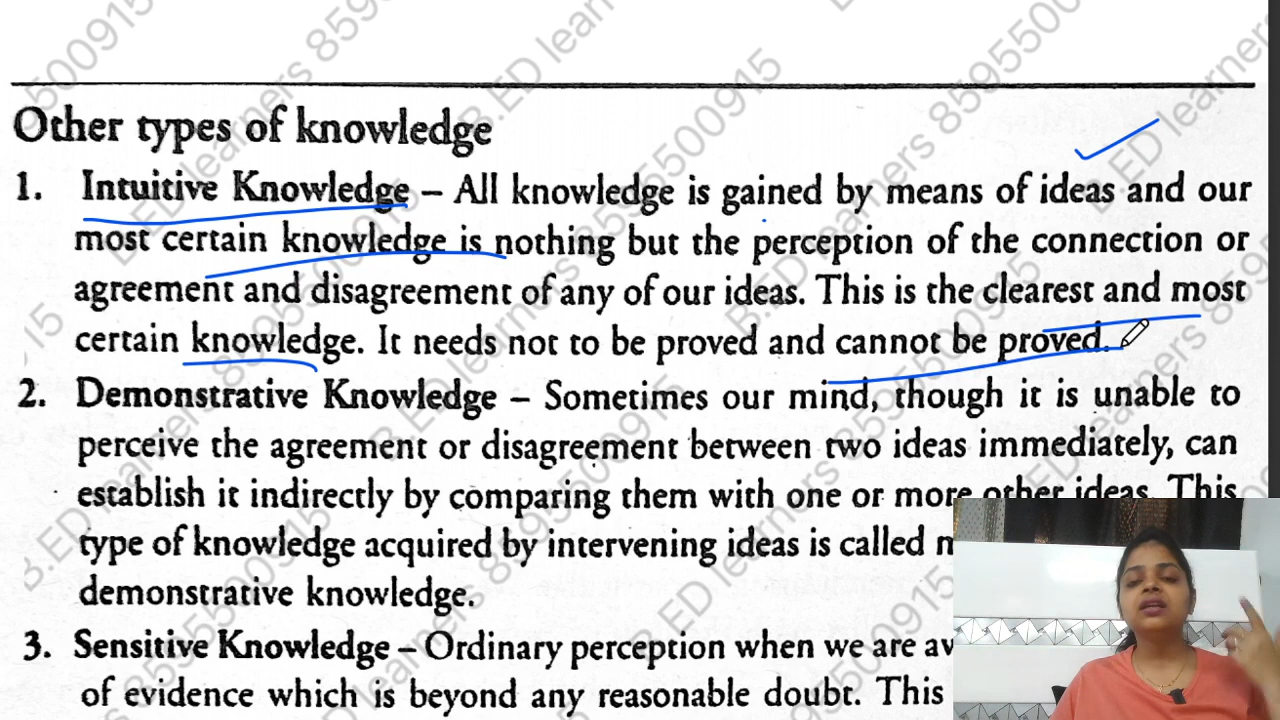 Other types of knowledge
1. Intuitive Knowledge – All knowledge is gained by means of ideas and our
most certain knowledge is nothing but the perception of the connection or
agreement and disagreement of any of our ideas. This is the clearest and most
certain knowledge. It needs not to be proved and cannot be proved.
2. Demonstrative Knowledge – Sometimes our mind, though it is unable to
perceive the agreement or disagreement between two ideas immediately, can
establish it indirectly by comparing them with one or more other ideas. This
type of knowledge acquired by intervening ideas is called
demonstrative knowledge.
3. Sensitive Knowledge – Ordinary perception when we are
of evidence which is beyond any reasonable doubt. This
B.ED learners 8595500915